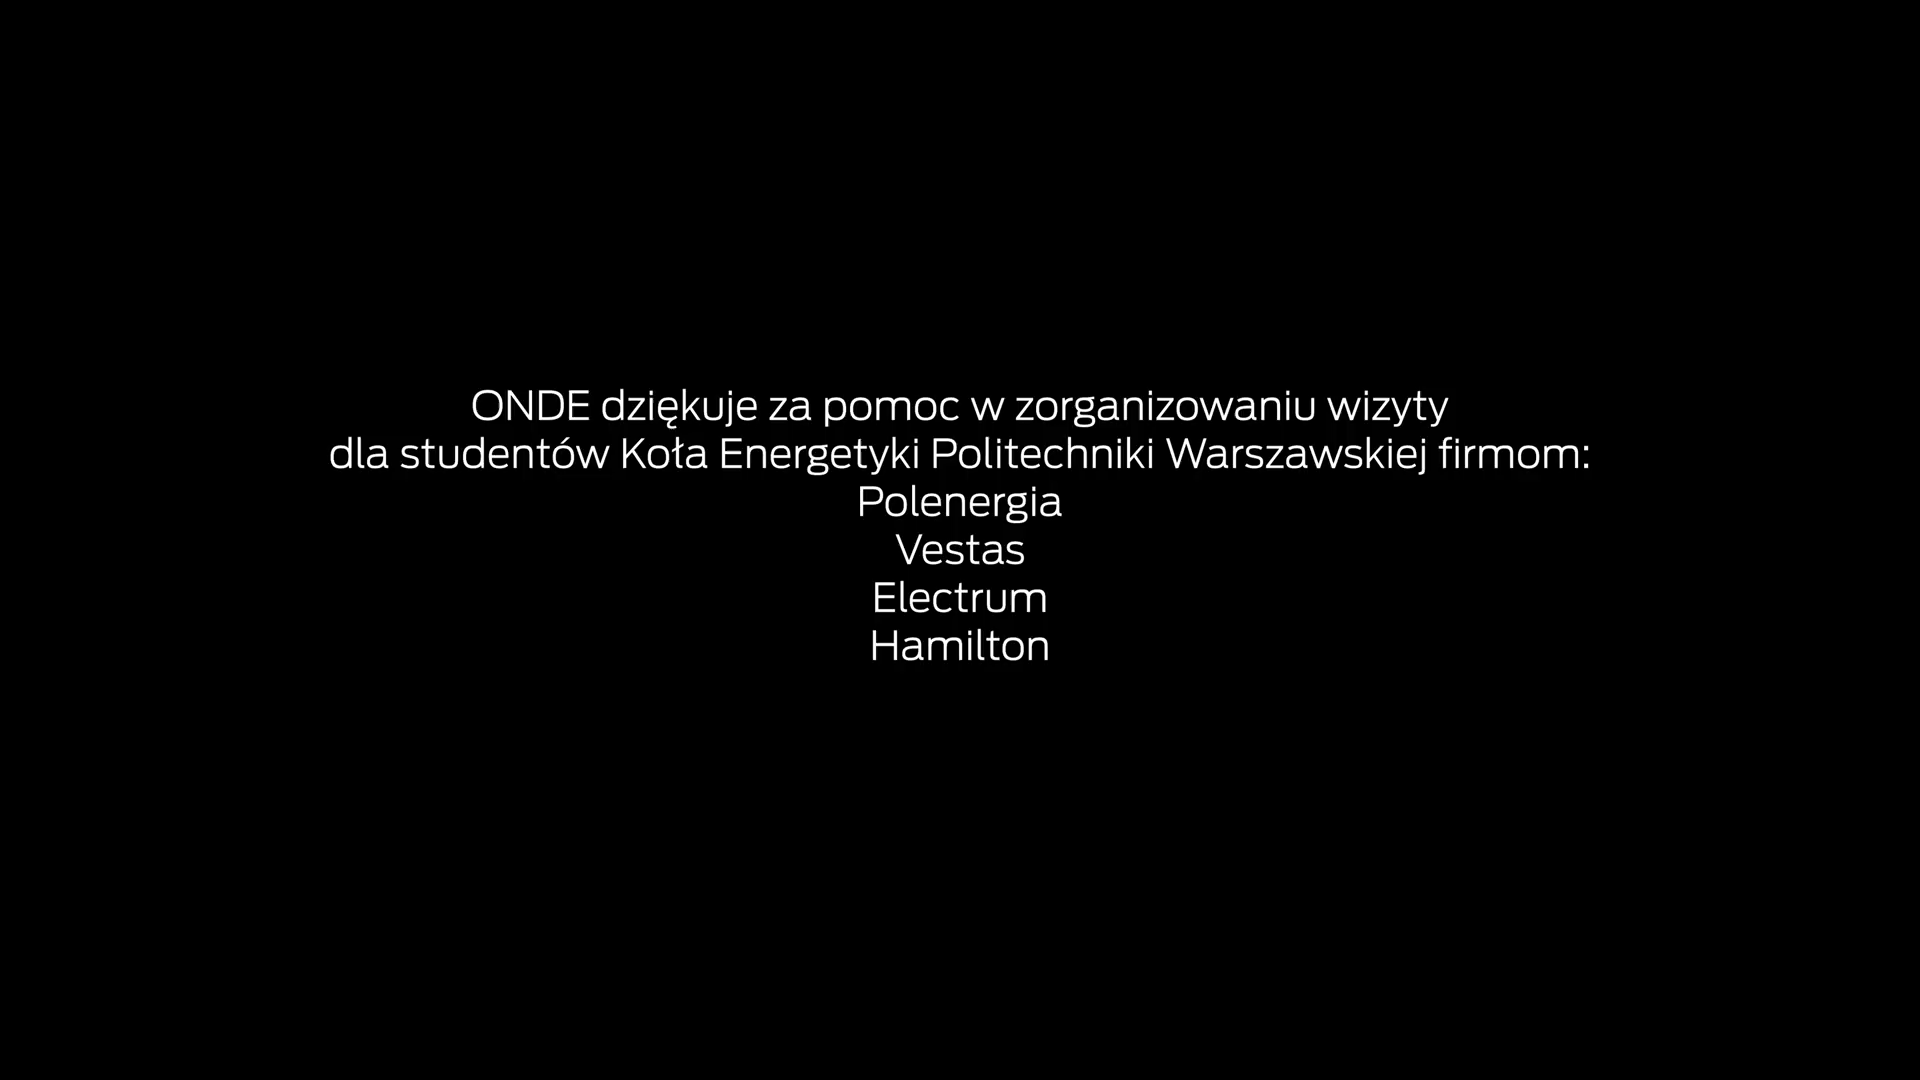 ONDE dziękuje za pomoc w zorganizowaniu wizyty
dla studentów Koła Energetyki Politechniki Warszawskiej firmom:
Polenergia
Vestas
Electrum
Hamilton